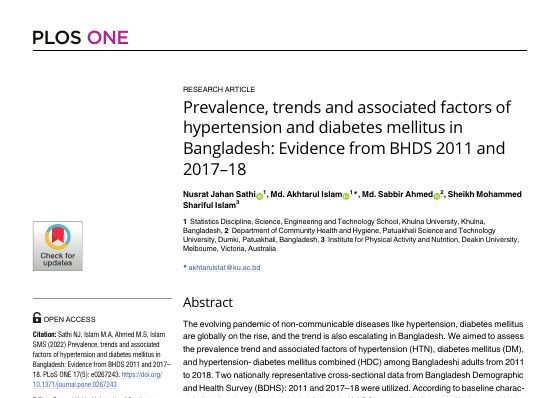 PLOS ONE
RESEARCH ARTICLE
Prevalence, trends and associated factors of
hypertension and diabetes mellitus in
Bangladesh: Evidence from BHDS 2011 and
2017–18
Nusrat Jahan Sathi1, Md. Akhtarul Islam1*, Md. Sabbir Ahmed2, Sheikh Mohammed
Shariful Islam3
1 Statistics Discipline, Science, Engineering and Technology School, Khulna University, Khulna,
Bangladesh, 2 Department of Community Health and Hygiene, Patuakhali Science and Technology
University, Dumki, Patuakhali, Bangladesh, 3 Institute for Physical Activity and Nutrition, Deakin University,
Melbourne, Victoria, Australia
* akhtarulstat@ku.ac.bd
Check for
updates
OPEN ACCESS
Citation: Sathi NJ, Islam M.A, Ahmed M.S, Islam
SMS (2022) Prevalence, trends and associated
factors of hypertension and diabetes mellitus in
Bangladesh: Evidence from BHDS 2011 and 2017–
18. PLoS ONE 17(5): e0267243. https://doi.org/
10.1371/journal.pone.0267243
Abstract
The evolving pandemic of non-communicable diseases like hypertension, diabetes mellitus
are globally on the rise, and the trend is also escalating in Bangladesh. We aimed to assess
the prevalence trend and associated factors of hypertension (HTN), diabetes mellitus (DM),
and hypertension- diabetes mellitus combined (HDC) among Bangladeshi adults from 2011
to 2018. Two nationally representative cross-sectional data from Bangladesh Demographic
and Health Survey (BDHS): 2011 and 2017–18 were utilized. According to baseline charac-